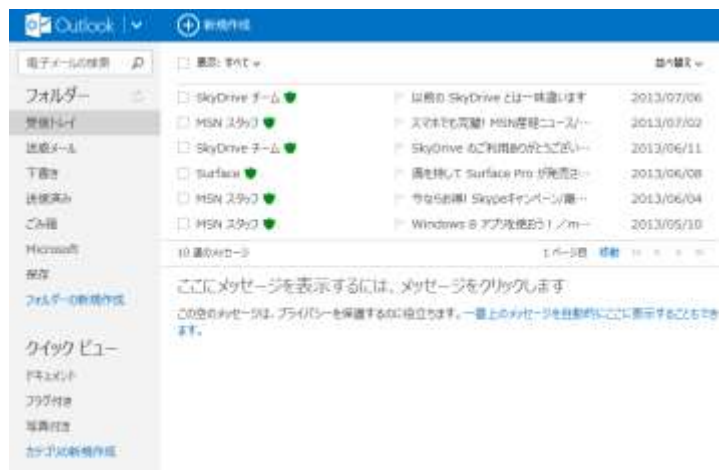 Outlook
新規作成
電子メールの検索
表示: すべて
並べ替え
フォルダー
受信トレイ
迷惑メール
下書き
送信済み
ごみ箱
Microsoft
保存
フォルダーの新規作成
クイック ビュー
ドキュメント
フラグ付き
写真付き
カテゴリの新規作成
SkyDrive チーム 以前の SkyDrive とは一味違います 2013/07/06
MSN スタッフ スマホでも完璧! MSN産経ニュース/… 2013/07/02
SkyDrive チーム SkyDrive のご利用ありがとうござい… 2013/06/11
Surface 満を持して Surface Pro が発売さ… 2013/06/08
MSN スタッフ 今ならお得! Skypeキャンペーン/… 2013/06/04
MSN スタッフ Windows 8 アプリを使おう! /m… 2013/05/10
10 通のメッセージ 1 ページ目 移動
ここにメッセージを表示するには、メッセージをクリックします
この空のメッセージは、プライバシーを保護するのに役立ちます。一番上のメッセージを自動的にここに表示することもでき
ます。